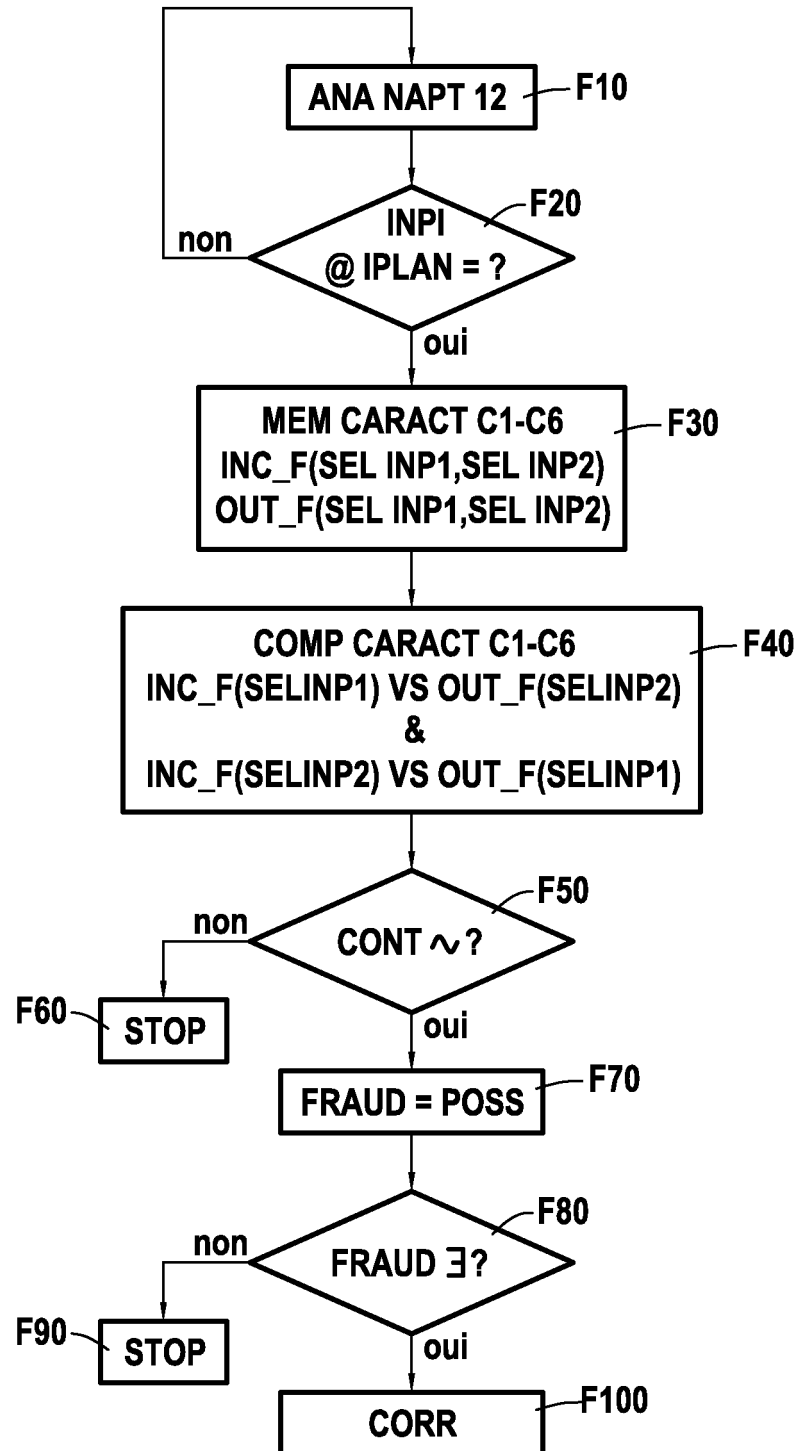 ANA NAPT 12
F10
INPI
@ IPLAN = ?
F20
non
oui
MEM CARACT C1-C6
INC_F(SEL INP1,SEL INP2)
OUT_F(SEL INP1,SEL INP2)
F30
COMP CARACT C1-C6
INC_F(SELINP1) VS OUT_F(SELINP2)
&
INC_F(SELINP2) VS OUT_F(SELINP1)
F40
CONT ∿ ?
F50
non
oui
F60
STOP
FRAUD = POSS
F70
FRAUD ∃?
F80
non
oui
F90
STOP
CORR
F100